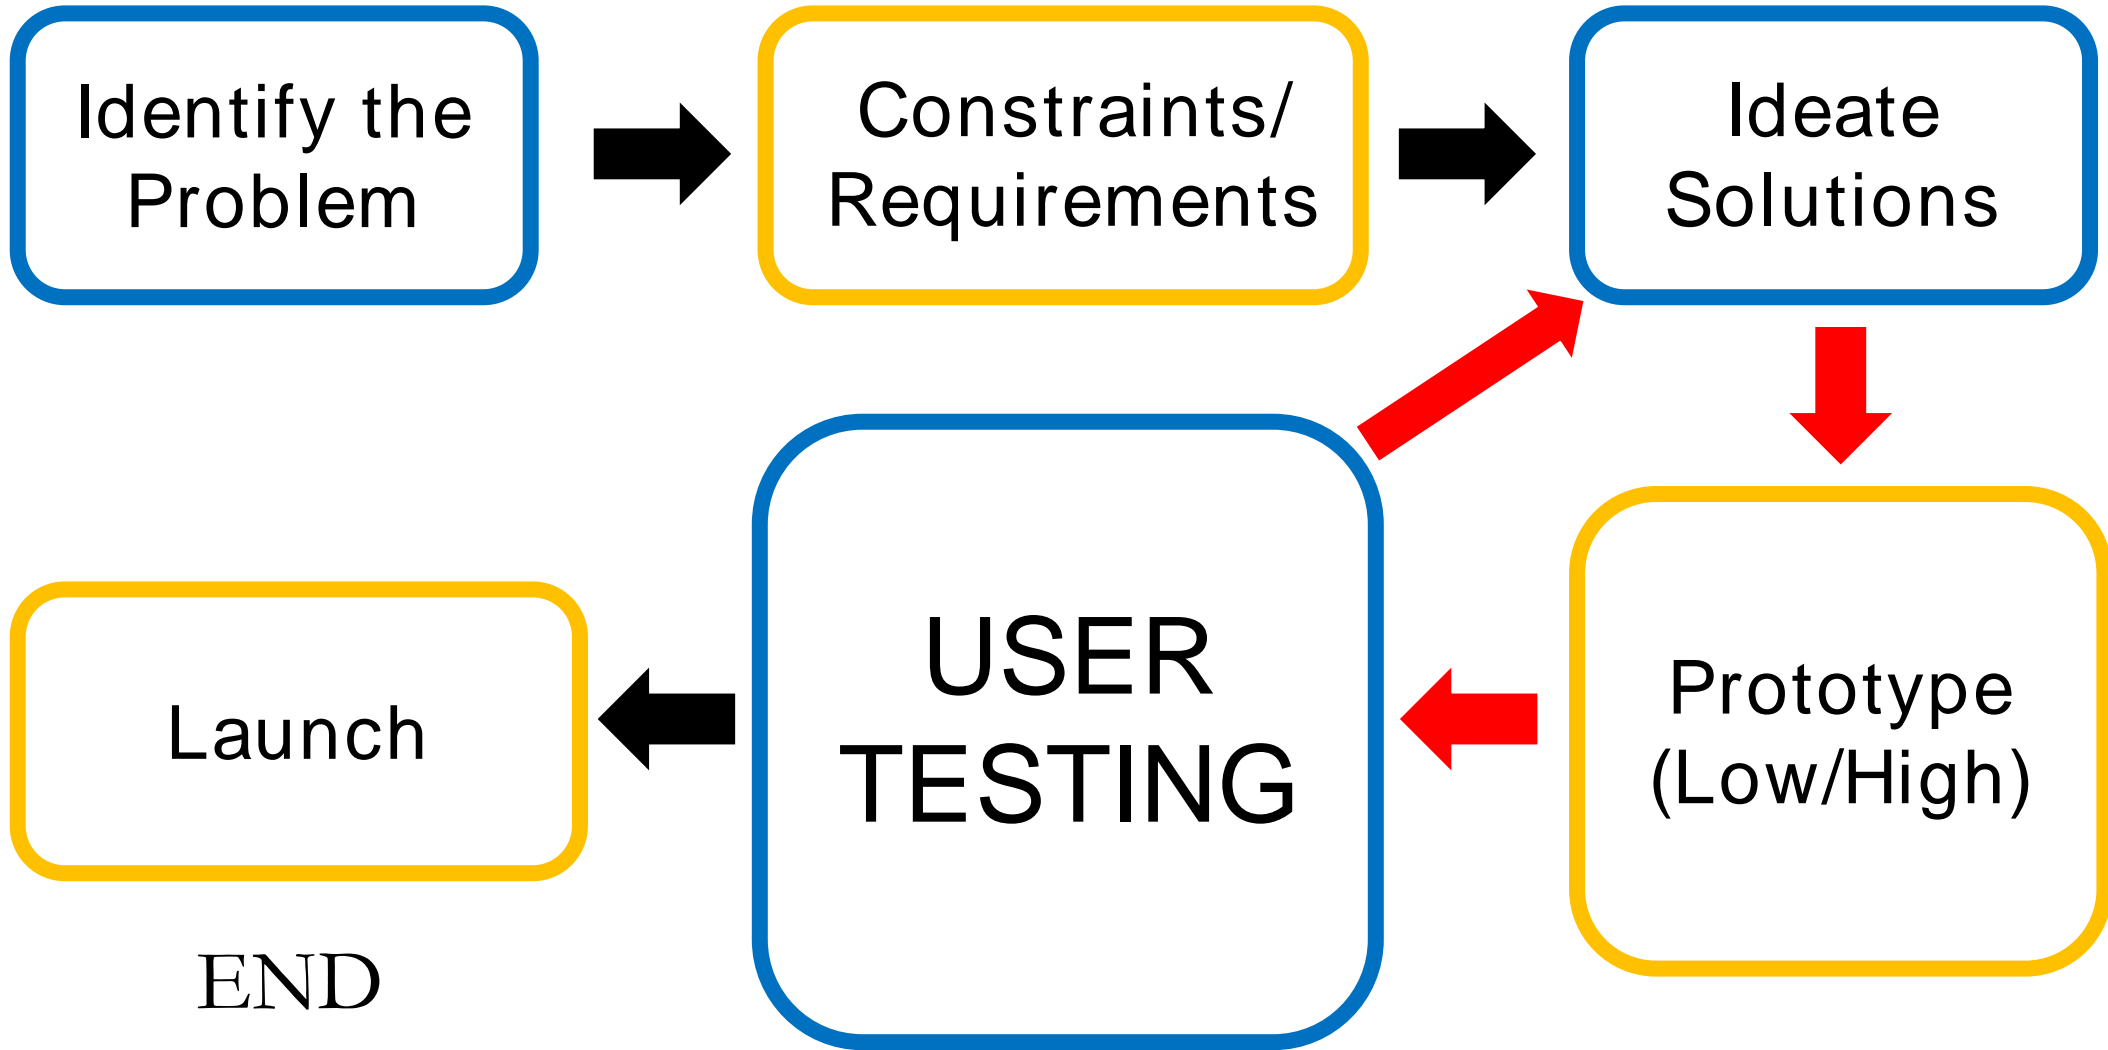 Identify the
Problem
Constraints/
Requirements
Ideate
Solutions
Prototype
(Low/High)
USER
TESTING
Launch
END